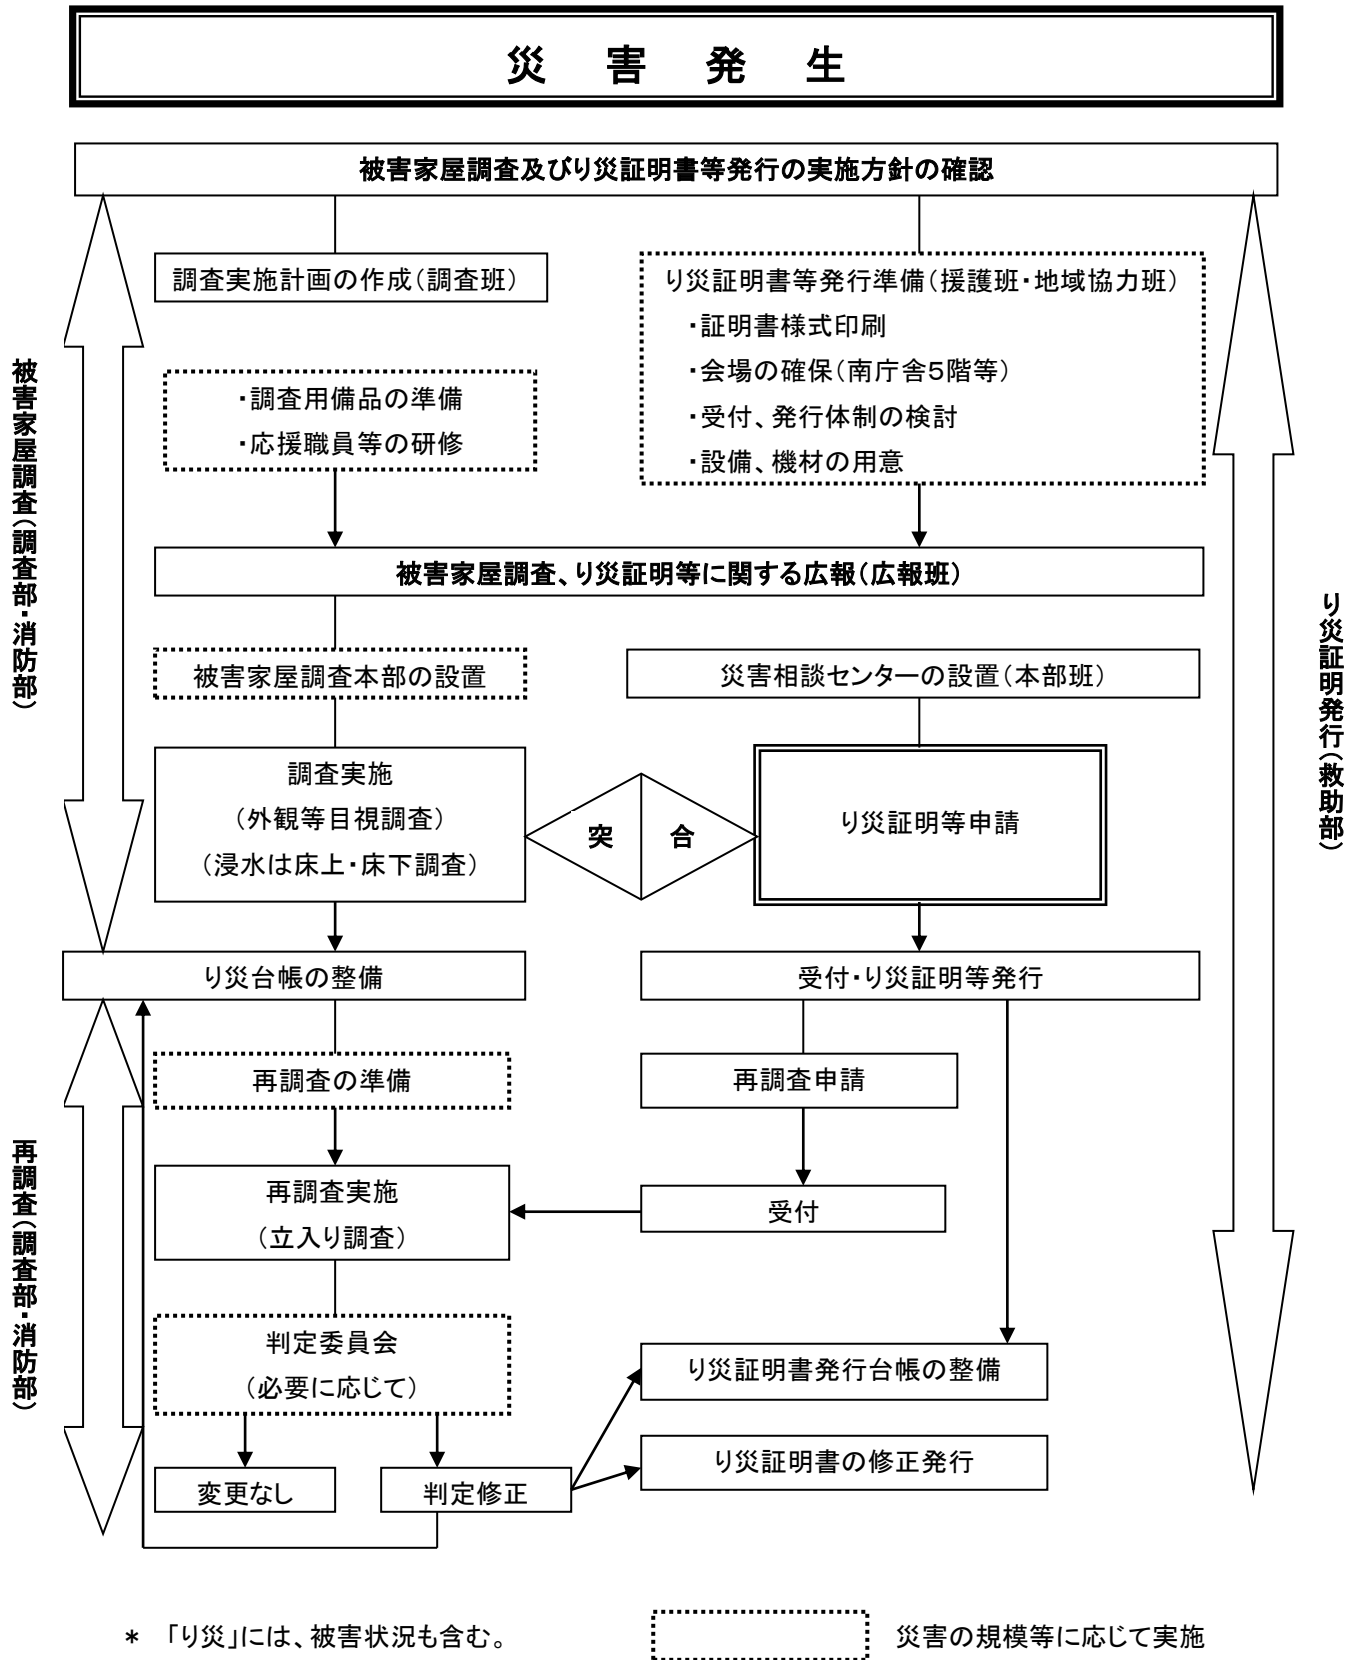 災害発生
被害家屋調査及びり災証明書等発行の実施方針の確認
調査実施計画の作成(調査班)
り災証明書等発行準備(援護班・地域協力班)
・証明書様式印刷
・会場の確保(南庁舎5階等)
・受付、発行体制の検討
・設備、機材の用意
・調査用備品の準備
・応援職員等の研修
被害家屋調査(調査部・消防部)
被害家屋調査、り災証明等に関する広報(広報班)
り災証明発行(救助部)
被害家屋調査本部の設置
災害相談センターの設置(本部班)
調査実施
(外観等目視調査)
(浸水は床上・床下調査)
突合
り災証明等申請
り災台帳の整備
受付・り災証明等発行
再調査の準備
再調査申請
再調査(調査部・消防部)
再調査実施
(立入り調査)
受付
判定委員会
(必要に応じて)
り災証明書発行台帳の整備
り災証明書の修正発行
変更なし
判定修正
* 「り災」には、被害状況も含む。
災害の規模等に応じて実施